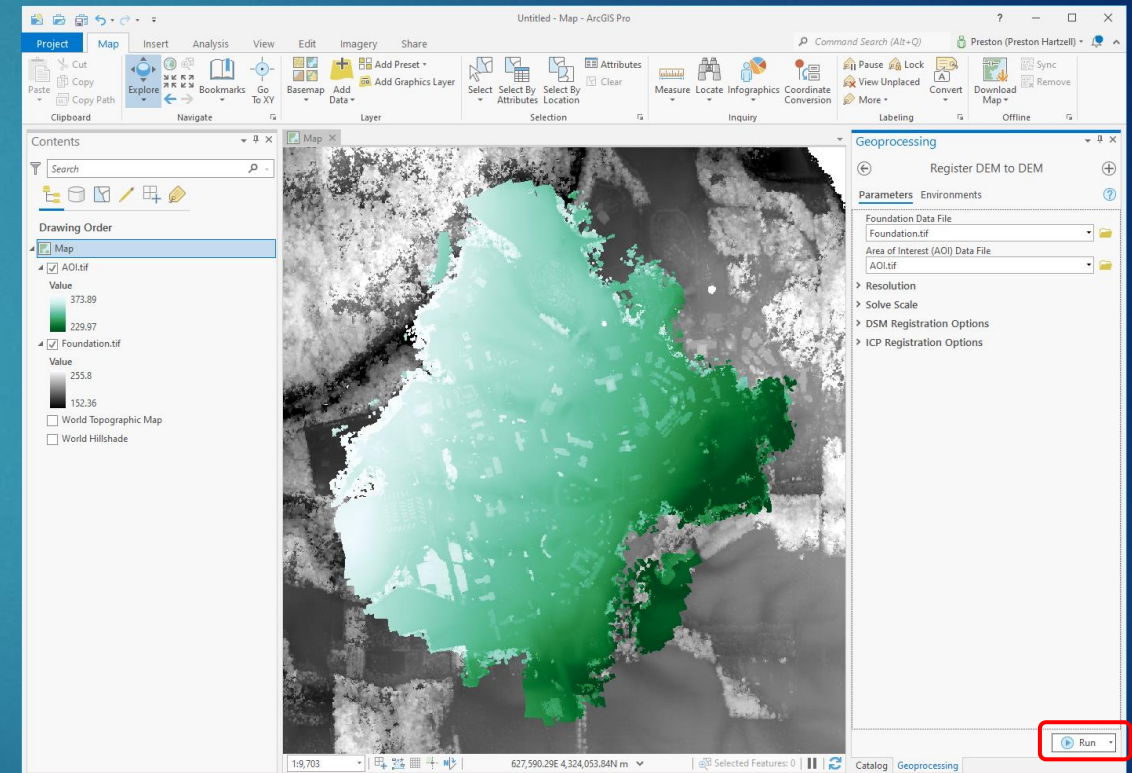 Untitled - Map - ArcGIS Pro
?
Project Map Insert Analysis View Edit Imagery Share
Command Search (Alt+Q)
Preston (Preston Hartzell)
Paste
Cut
Copy
Copy Path
Clipboard
Explore
Bookmarks
Go To XY
Navigate
Basemap
Add Data
Add Preset
Add Graphics Layer
Layer
Select
Select By Attributes
Select By Location
Attributes
Clear
Selection
Measure
Locate
Infographics
Coordinate Conversion
Inquiry
Pause
Lock
View Unplaced
More
Convert
Labeling
Download Map
Sync
Remove
Offline
Contents
Search
Drawing Order
Map
AOI.tif
Value
373.89
229.97
Foundation.tif
Value
255.8
152.36
World Topographic Map
World Hillshade
Map
1:9,703
627,590.29E 4,324,053.84N m
Selected Features: 0
Geoprocessing
Register DEM to DEM
Parameters Environments
?
Foundation Data File
Foundation.tif
Area of Interest (AOI) Data File
AOI.tif
Resolution
Solve Scale
DSM Registration Options
ICP Registration Options
Run
Catalog Geoprocessing